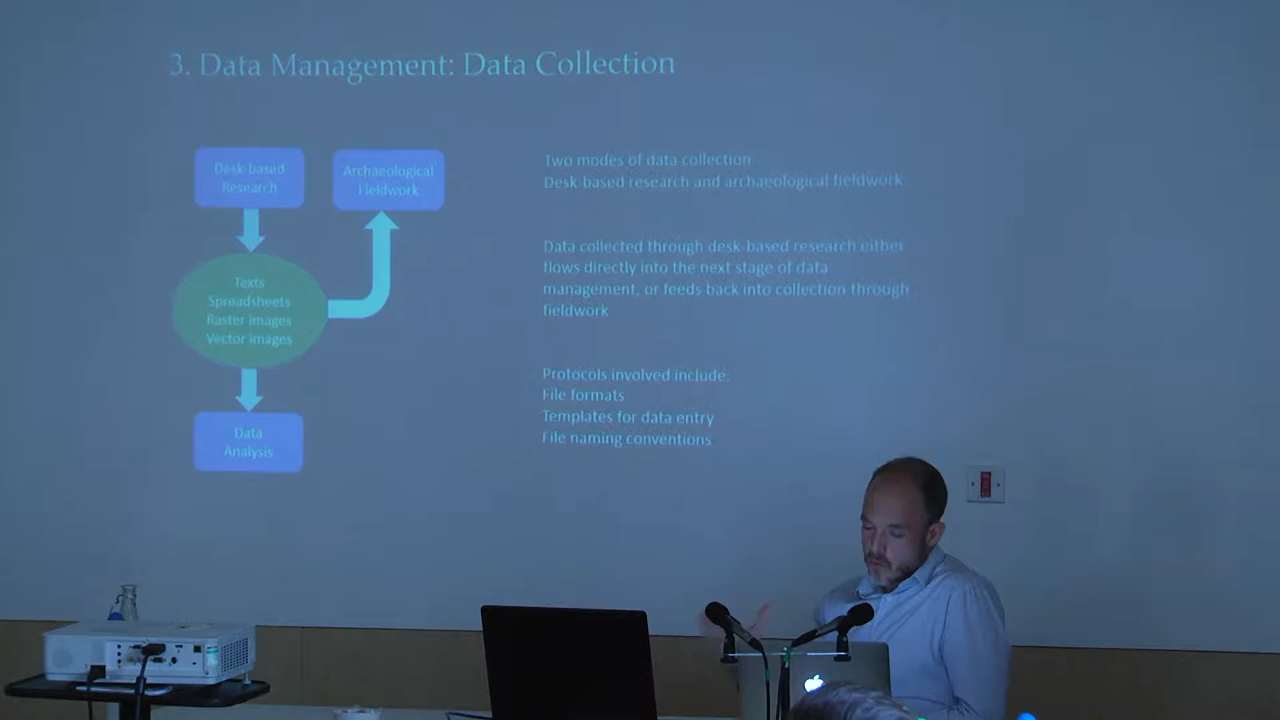 3. Data Management: Data Collection
Desk-based
Research
Archaeological
Fieldwork
Texts
Spreadsheets
Raster images
Vector images
Data
Analysis
Two modes of data collection:
Desk-based research and archaeological fieldwork
Data collected through desk-based research either
flows directly into the next stage of data
management, or feeds back into collection through
fieldwork
Protocols involved include:
File formats
Templates for data entry
File naming conventions